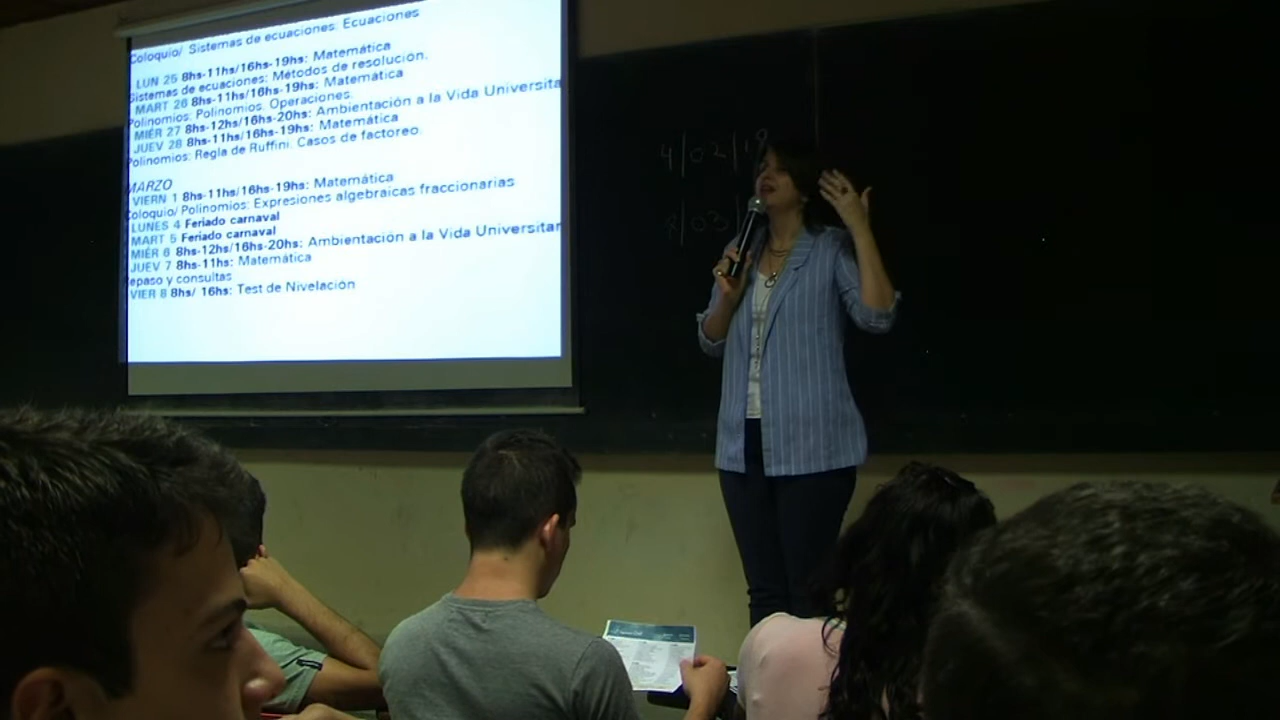 Coloquio/ Sistemas de ecuaciones: Ecuaciones
LUN 25 8hs-11hs/16hs-19hs: Matemática
Sistemas de ecuaciones: Métodos de resolución.
MART 26 8hs-11hs/16hs-19hs: Matemática
Polinomios: Polinomios. Operaciones.
MIÉR 27 8hs-12hs/16hs-20hs: Ambientación a la Vida Universita
JUEV 28 8hs-11hs/16hs-19hs: Matemática
Polinomios: Regla de Ruffini. Casos de factoreo.
MARZO
VIERN 1 8hs-11hs/16hs-19hs: Matemática
Coloquio/ Polinomios: Expresiones algebraicas fraccionarias
LUNES 4 Feriado carnaval
MART 5 Feriado carnaval
MIÉR 6 8hs-12hs/16hs-20hs: Ambientación a la Vida Universitar
JUEV 7 8hs-11hs: Matemática
epaso y consultas
VIER 8 8hs/ 16hs: Test de Nivelación
4/02/19
/03/